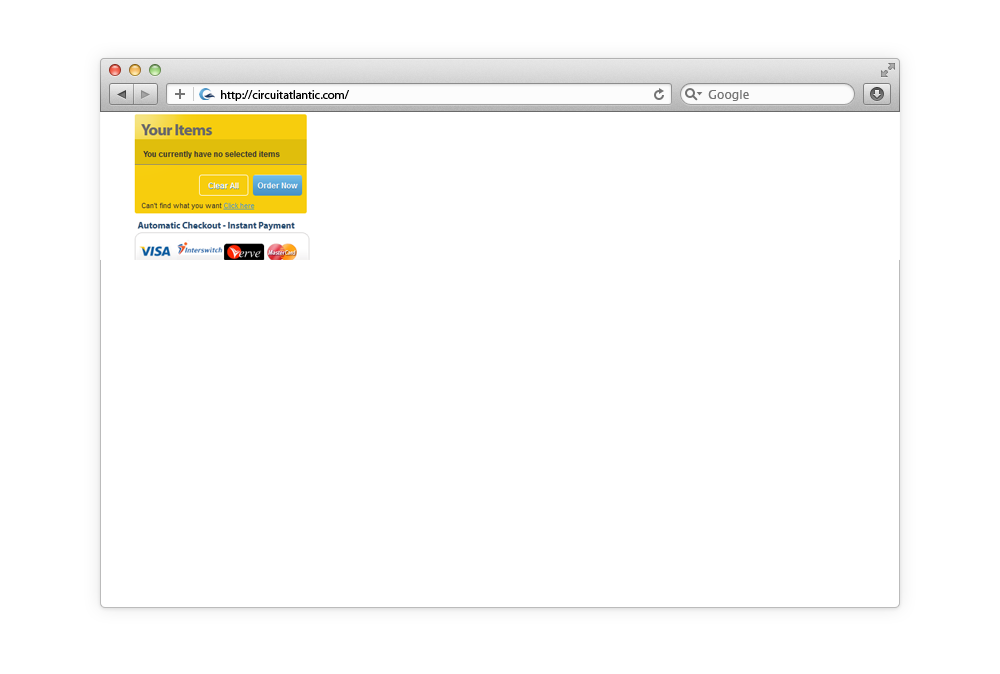 http://circuitatlantic.com/
Google
Your Items
You currently have no selected items
Clear All
Order Now
Can't find what you want Click here
Automatic Checkout - Instant Payment
VISA Interswitch Verve MasterCard